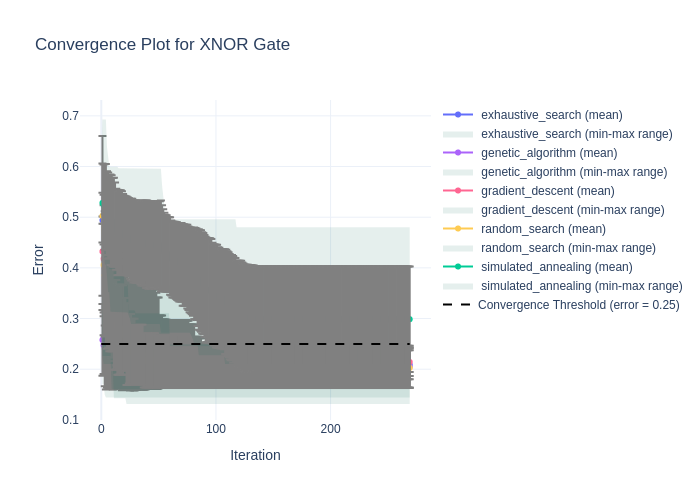 Convergence Plot for XNOR Gate
0.7
0.6
0.5
0.4
0.3
0.2
0.1
Error
0
100
200
Iteration
exhaustive_search (mean)
exhaustive_search (min-max range)
genetic_algorithm (mean)
genetic_algorithm (min-max range)
gradient_descent (mean)
gradient_descent (min-max range)
random_search (mean)
random_search (min-max range)
simulated_annealing (mean)
simulated_annealing (min-max range)
Convergence Threshold (error = 0.25)